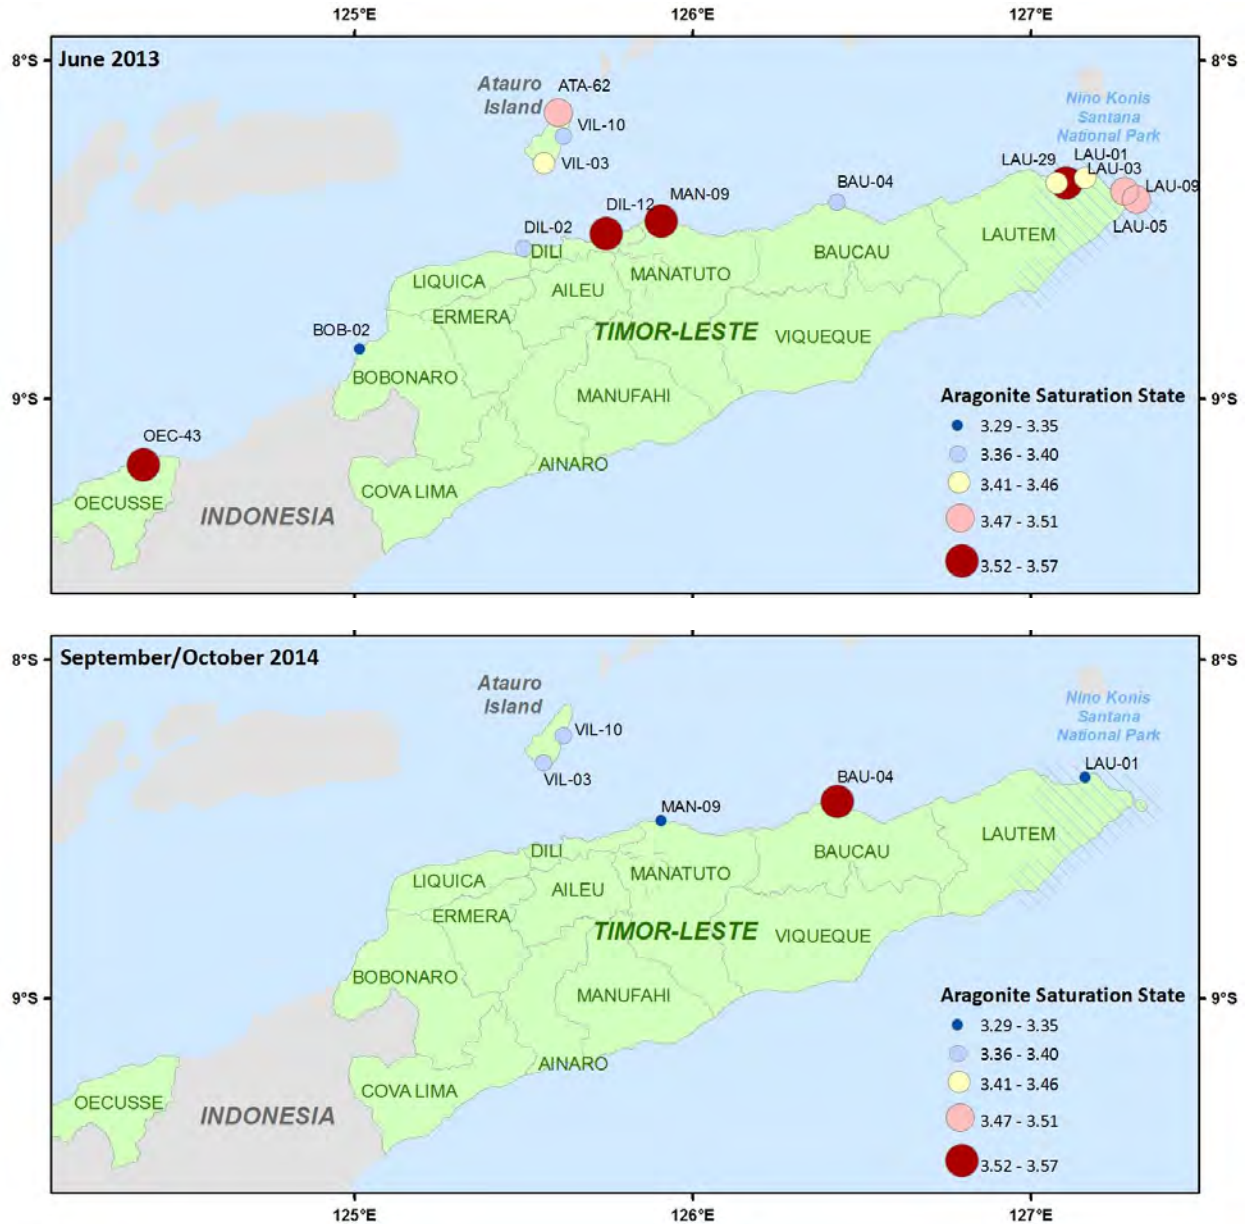 125°E
126°E
127°E
8°S
June 2013
8°S
Atauro
Island
ATA-62
VIL-10
VIL-03
Nino Konis
Santana
National Park
LAU-29
LAU-01
LAU-03
LAU-09
LAU-05
BAU-04
MAN-09
DIL-12
DIL-02
DILI
LAUTEM
BAUCAU
MANATUTO
LIQUICA
AILEU
ERMERA
TIMOR-LESTE
VIQUEQUE
BOB-02
BOBONARO
MANUFAHI
9°S
9°S
OEC-43
AINARO
COVA LIMA
OECUSSE
INDONESIA
Aragonite Saturation State
3.29 - 3.35
3.36 - 3.40
3.41 - 3.46
3.47 - 3.51
3.52 - 3.57
8°S
September/October 2014
8°S
Atauro
Island
VIL-10
VIL-03
Nino Konis
Santana
National Park
LAU-01
BAU-04
MAN-09
LAUTEM
DILI
BAUCAU
MANATUTO
LIQUICA
AILEU
ERMERA
TIMOR-LESTE
VIQUEQUE
BOBONARO
MANUFAHI
9°S
9°S
AINARO
COVA LIMA
OECUSSE
INDONESIA
Aragonite Saturation State
3.29 - 3.35
3.36 - 3.40
3.41 - 3.46
3.47 - 3.51
3.52 - 3.57
125°E
126°E
127°E